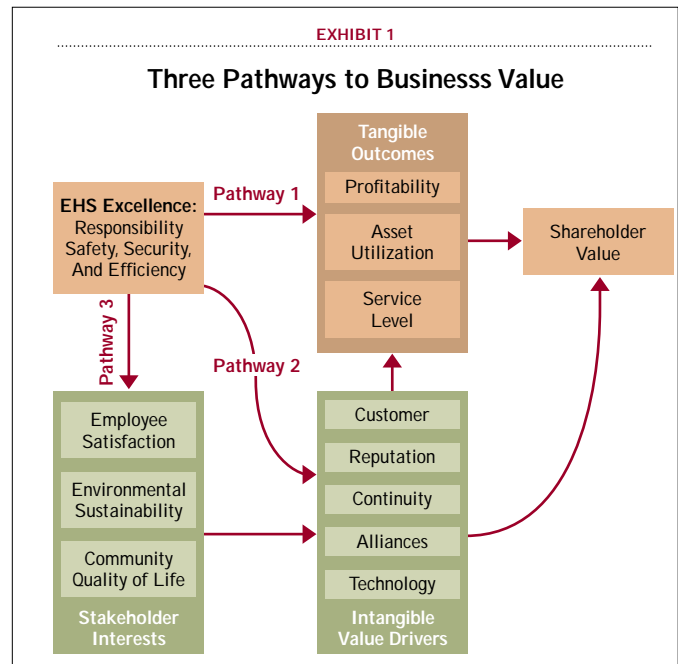 EXHIBIT 1
Three Pathways to Businesss Value
Tangible
Outcomes
Profitability
Asset
Utilization
Service
Level
Pathway 1
EHS Excellence:
Responsibility
Safety, Security,
And Efficiency
Shareholder
Value
Pathway 3
Pathway 2
Employee
Satisfaction
Environmental
Sustainability
Community
Quality of Life
Stakeholder
Interests
Customer
Reputation
Continuity
Alliances
Technology
Intangible
Value Drivers